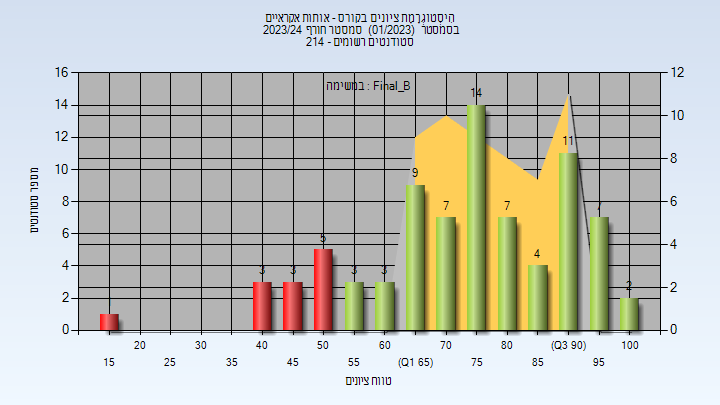 היסטוגרמת ציונים בקורס - אותות אקראיים
בסמסטר (01/2023) סמסטר חורף 2023/24
סטודנטים רשומים - 214
במשימה : Final_B
מספר סטודנטים
16 14 12 10 8 6 4 2 0
12 10 8 6 4 2 0
3 3 5 3 3 9 7 14 7 4 11 7 2
20 30 40 50 60 70 80 (Q3 90) 100
15 25 35 45 55 (Q1 65) 75 85 95
טווח ציונים